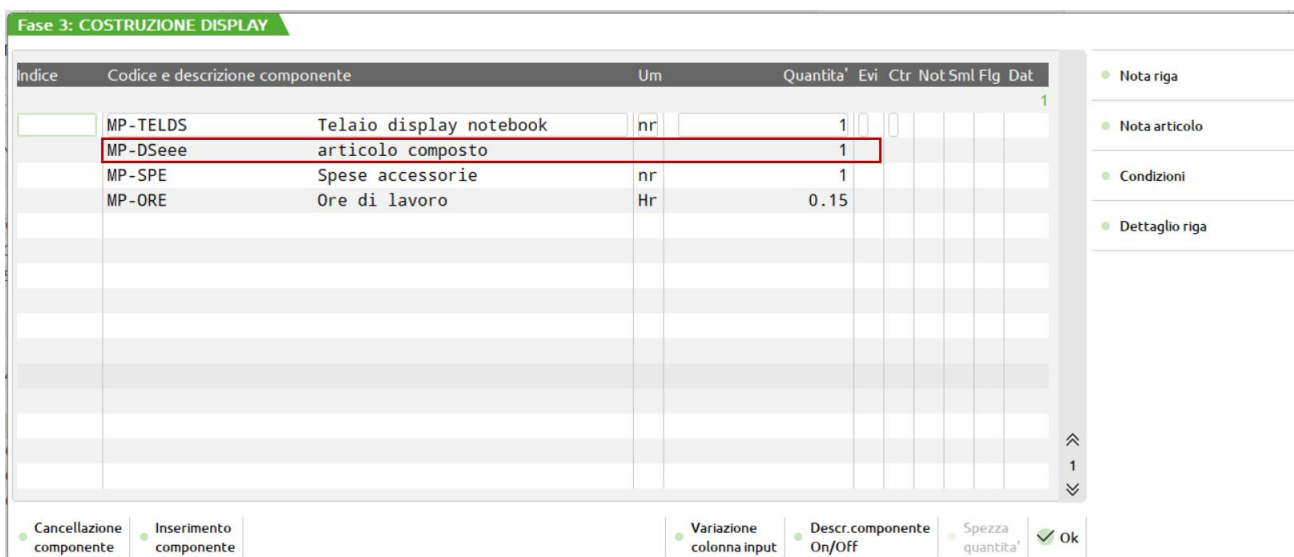 Fase 3: COSTRUZIONE DISPLAY
Indice Codice e descrizione componente Um Quantita' Evi Ctr Not Sml Flg Dat
1
MP-TELDS Telaio display notebook nr 1
MP-DSeee articolo composto 1
MP-SPE Spese accessorie nr 1
MP-ORE Ore di lavoro Hr 0.15
Nota riga
Nota articolo
Condizioni
Dettaglio riga
1
Cancellazione componente
Inserimento componente
Variazione colonna input
Descr.componente On/Off
Spezza quantita'
Ok